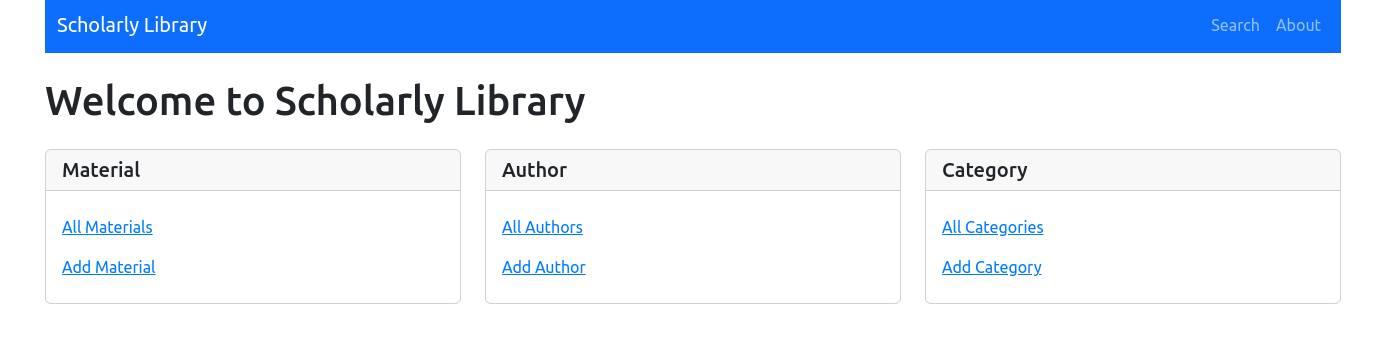 Scholarly Library
Search About
Welcome to Scholarly Library
Material
All Materials
Add Material
Author
All Authors
Add Author
Category
All Categories
Add Category